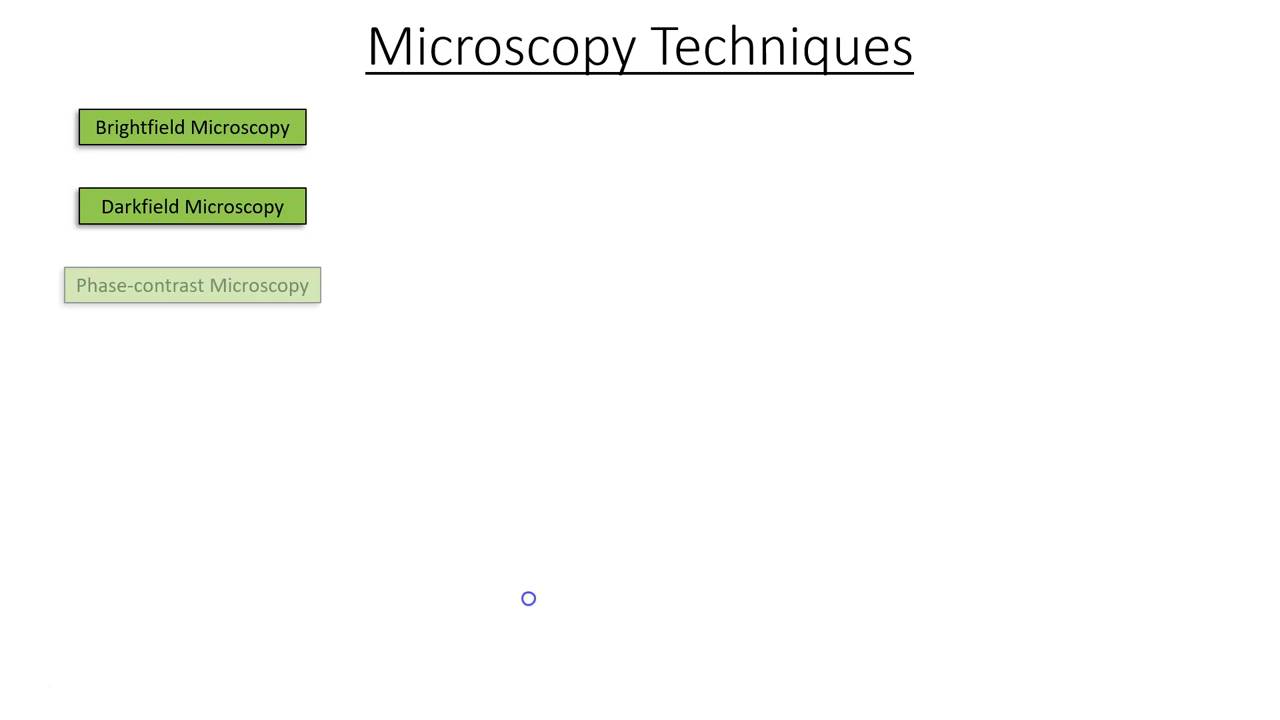 Microscopy Techniques
Brightfield Microscopy
Darkfield Microscopy
Phase-contrast Microscopy